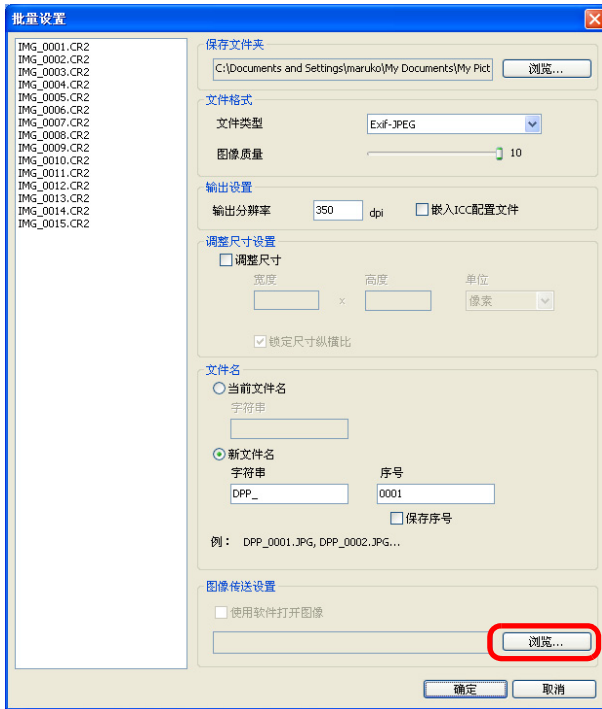 批量设置
IMG_0001.CR2
IMG_0002.CR2
IMG_0003.CR2
IMG_0004.CR2
IMG_0005.CR2
IMG_0006.CR2
IMG_0007.CR2
IMG_0008.CR2
IMG_0009.CR2
IMG_0010.CR2
IMG_0011.CR2
IMG_0012.CR2
IMG_0013.CR2
IMG_0014.CR2
IMG_0015.CR2
保存文件夹
C:\Documents and Settings\maruko\My Documents\My Pict 浏览...
文件格式
文件类型 Exif-JPEG
图像质量 10
输出设置
输出分辨率 350 dpi 嵌入ICC配置文件
调整尺寸设置
调整尺寸
宽度 高度 单位
x 像素
锁定尺寸纵横比
文件名
当前文件名
字符串
新文件名
字符串 序号
DPP_ 0001
保存序号
例： DPP_0001.JPG, DPP_0002.JPG...
图像传送设置
使用软件打开图像
浏览...
确定 取消